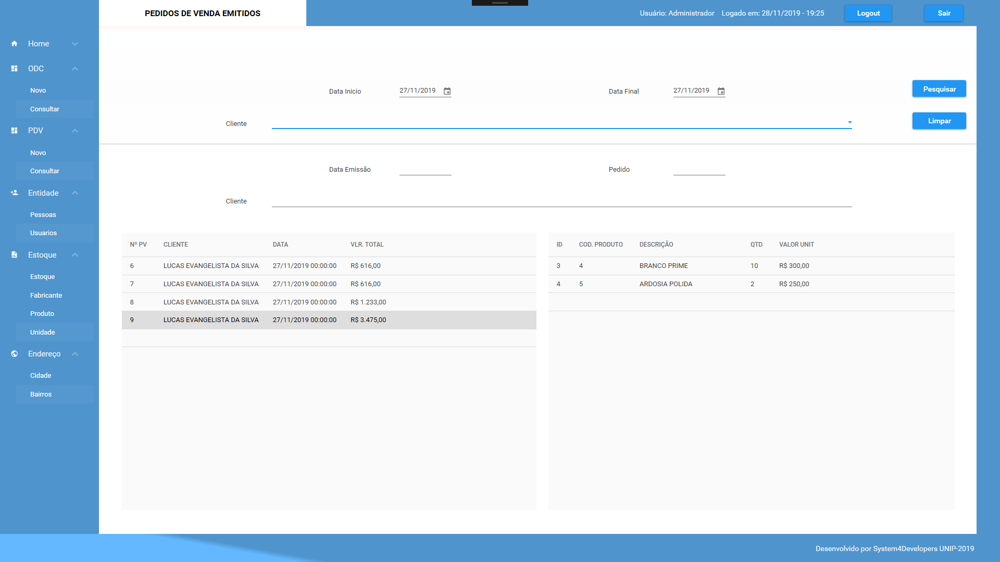 PEDIDOS DE VENDA EMITIDOS
Usuário: Administrador Logado em: 28/11/2019 - 19:25 Logout Sair
Home
ODC
Novo
Consultar
PDV
Novo
Consultar
Entidade
Pessoas
Usuarios
Estoque
Estoque
Fabricante
Produto
Unidade
Endereço
Cidade
Bairros
Data Inicio 27/11/2019 Data Final 27/11/2019 Pesquisar
Cliente Limpar
Data Emissão Pedido
Cliente
Nº PV CLIENTE DATA VLR. TOTAL
6 LUCAS EVANGELISTA DA SILVA 27/11/2019 00:00:00 R$ 616,00
7 LUCAS EVANGELISTA DA SILVA 27/11/2019 00:00:00 R$ 616,00
8 LUCAS EVANGELISTA DA SILVA 27/11/2019 00:00:00 R$ 1.233,00
9 LUCAS EVANGELISTA DA SILVA 27/11/2019 00:00:00 R$ 3.475,00
ID COD. PRODUTO DESCRIÇÃO QTD VALOR UNIT
3 4 BRANCO PRIME 10 R$ 300,00
4 5 ARDOSIA POLIDA 2 R$ 250,00
Desenvolvido por System4Developers UNIP-2019